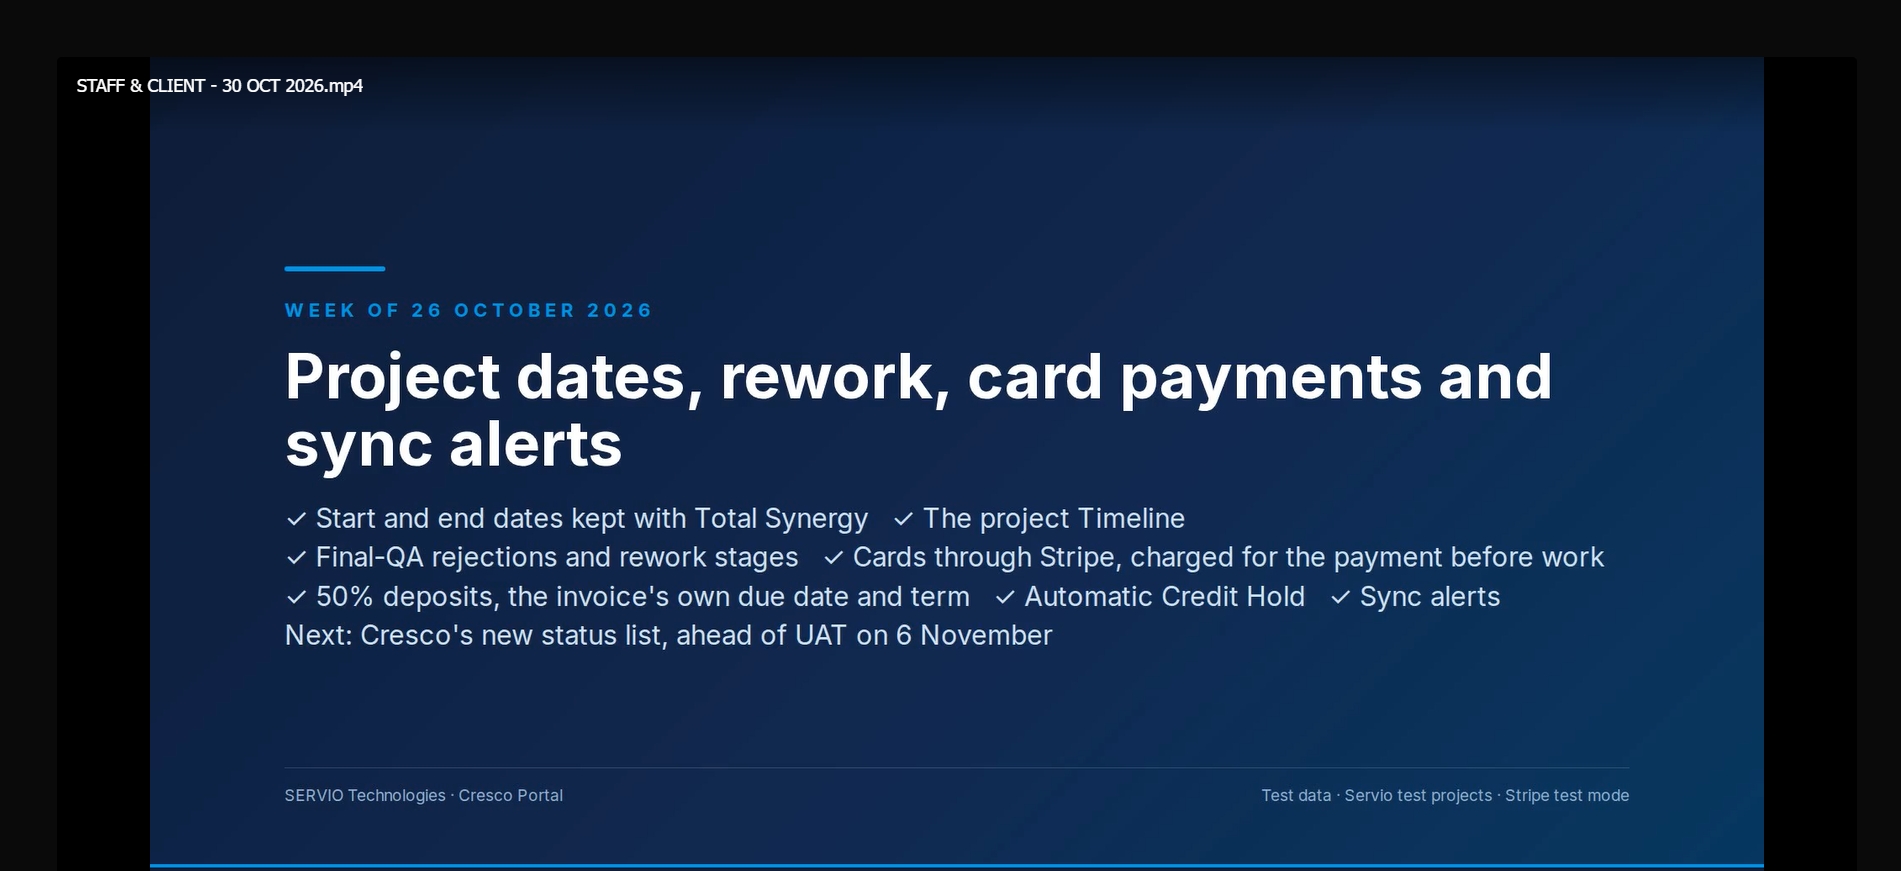 STAFF & CLIENT - 30 OCT 2026.mp4
WEEK OF 26 OCTOBER 2026
Project dates, rework, card payments and
sync alerts
✓ Start and end dates kept with Total Synergy ✓ The project Timeline
✓ Final-QA rejections and rework stages ✓ Cards through Stripe, charged for the payment before work
✓ 50% deposits, the invoice's own due date and term ✓ Automatic Credit Hold ✓ Sync alerts
Next: Cresco's new status list, ahead of UAT on 6 November
SERVIO Technologies · Cresco Portal
Test data · Servio test projects · Stripe test mode